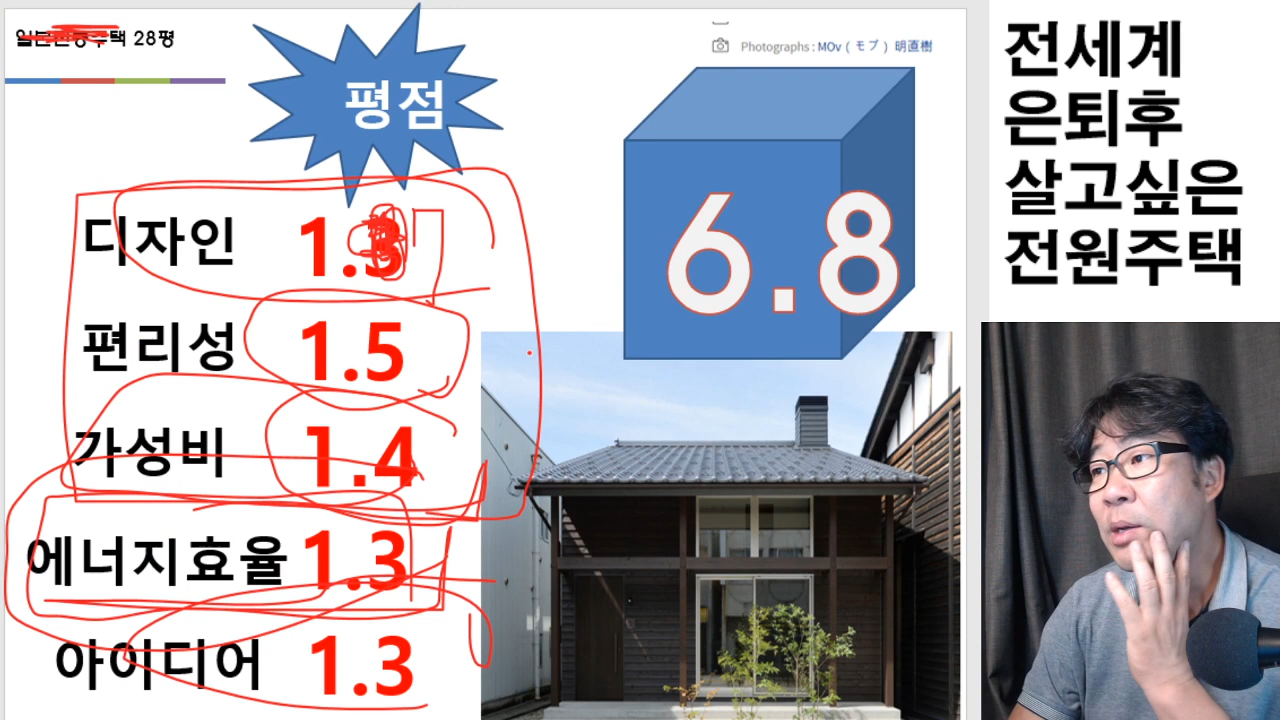 28평
Photographs : MOv ( モブ ) 明直樹
평점
6.8
디자인 1.3
편리성 1.5
가성비 1.4
에너지효율 1.3
아이디어 1.3
전세계
은퇴후
살고싶은
전원주택